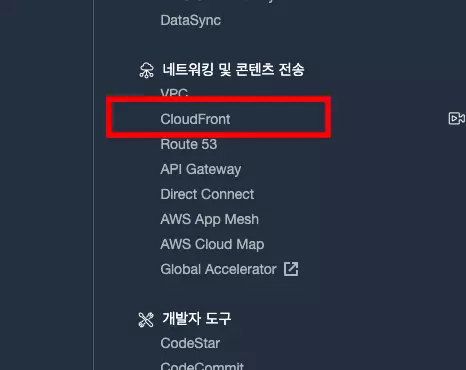 DataSync
네트워킹 및 콘텐츠 전송
VPC
CloudFront
Route 53
API Gateway
Direct Connect
AWS App Mesh
AWS Cloud Map
Global Accelerator
개발자 도구
CodeStar
CodeCommit